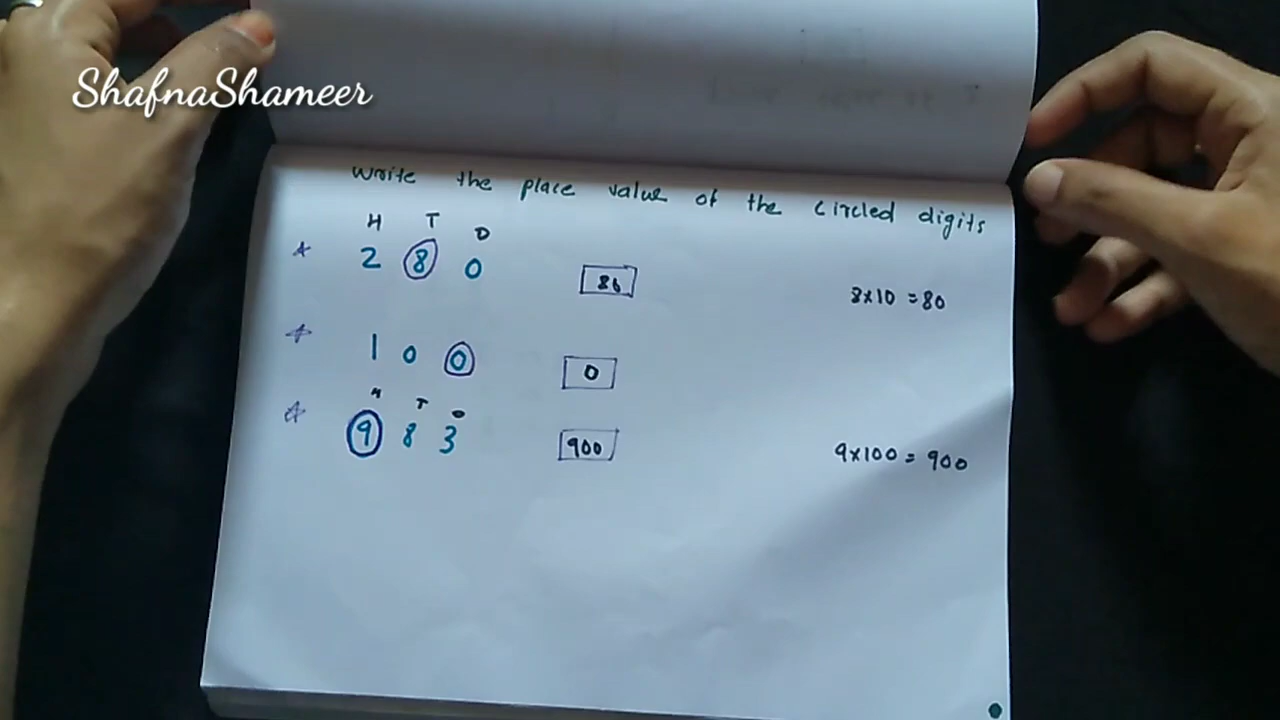 ShafnaShameer
Write the place value of the circled digits
H T O
2 8 0 80 8x10 = 80
1 0 0 0
H T O
9 8 3 900 9x100 = 900